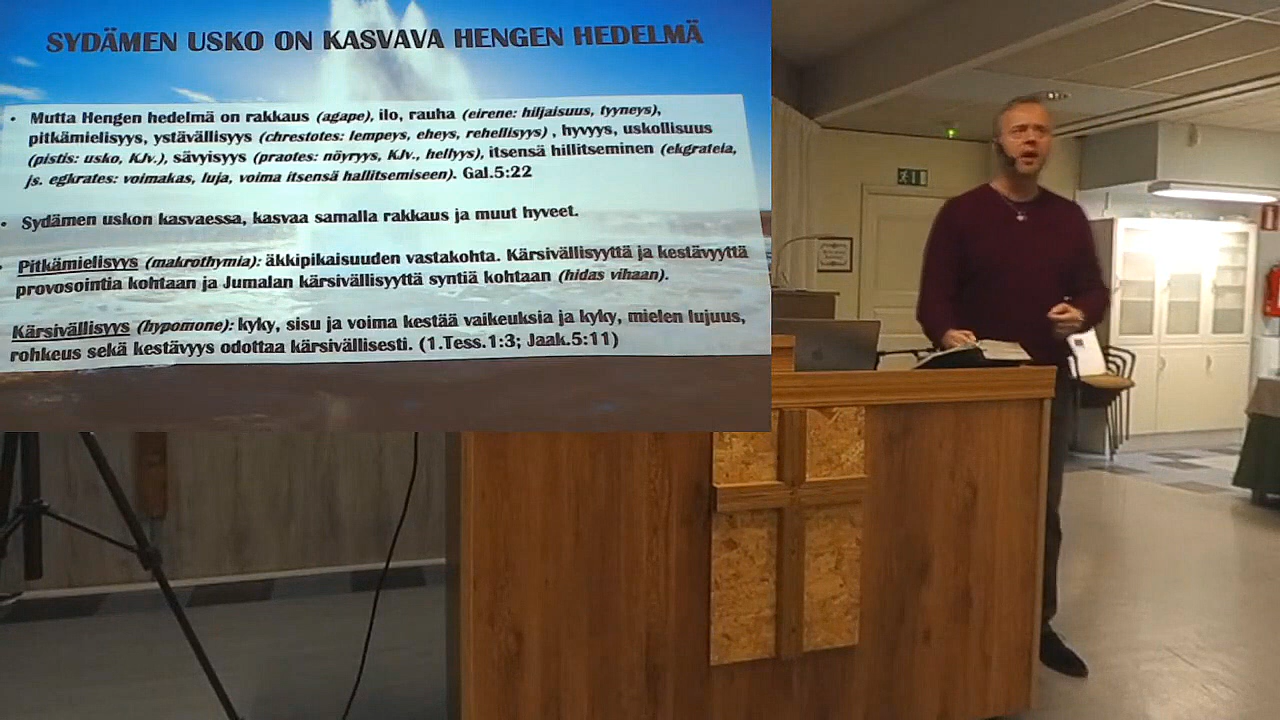 SYDÄMEN USKO ON KASVAVA HENGEN HEDELMÄ
• Mutta Hengen hedelmä on rakkaus (agape), ilo, rauha (eirene: hiljaisuus, tyyneys),
pitkämielisyys, ystävällisyys (chrestotes: lempeys, eheys, rehellisyys) , hyvyys, uskollisuus
(pistis: usko, KJv.), sävyisyys (praotes: nöyryys, KJv., hellyys), itsensä hillitseminen (ekgrateia,
js. egkrates: voimakas, luja, voima itsensä hallitsemiseen). Gal.5:22
• Sydämen uskon kasvaessa, kasvaa samalla rakkaus ja muut hyveet.
• Pitkämielisyys (makrothymia): äkkipikaisuuden vastakohta. Kärsivällisyyttä ja kestävyyttä
provosointia kohtaan ja Jumalan kärsivällisyyttä syntiä kohtaan (hidas vihaan).
Kärsivällisyys (hypomone): kyky, sisu ja voima kestää vaikeuksia ja kyky, mielen lujuus,
rohkeus sekä kestävyys odottaa kärsivällisesti. (1.Tess.1:3; Jaak.5:11)